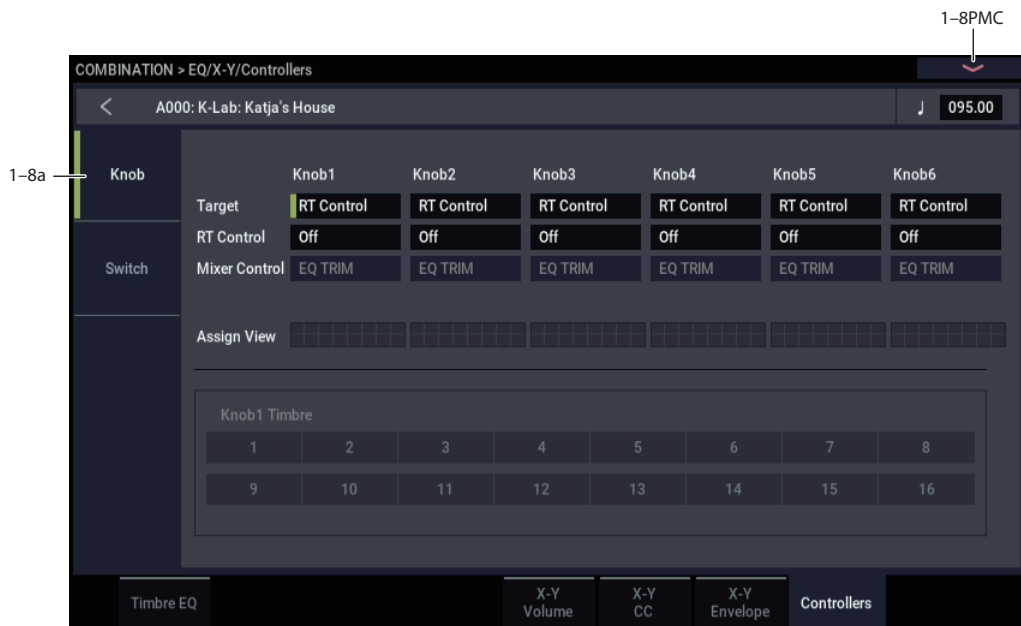 1–8PMC
COMBINATION > EQ/X-Y/Controllers
A000: K-Lab: Katja's House ♩ 095.00
1–8a
Knob
Knob1 Knob2 Knob3 Knob4 Knob5 Knob6
Target RT Control RT Control RT Control RT Control RT Control RT Control
RT Control Off Off Off Off Off Off
Switch
Mixer Control EQ TRIM EQ TRIM EQ TRIM EQ TRIM EQ TRIM EQ TRIM
Assign View
Knob1 Timbre
1 2 3 4 5 6 7 8
9 10 11 12 13 14 15 16
Timbre EQ
X-Y
Volume
X-Y
CC
X-Y
Envelope
Controllers